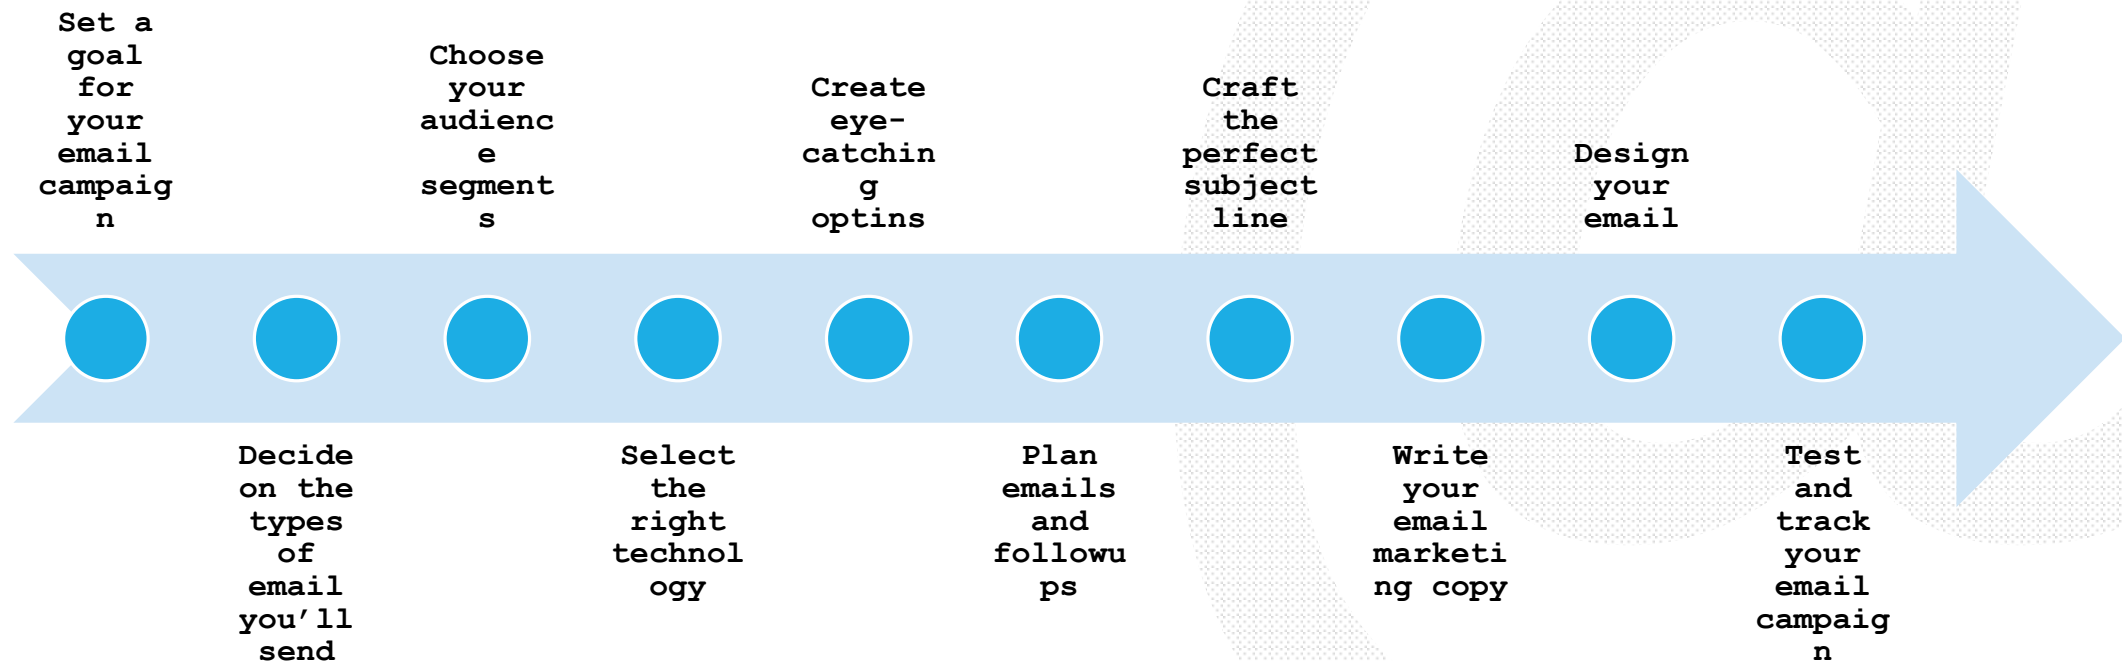 Set a
goal
for
your
email
campaig
n
Decide
on the
types
of
email
you’ll
send
Choose
your
audienc
e
segment
s
Select
the
right
technol
ogy
Create
eye-
catchin
g
optins
Plan
emails
and
followu
ps
Craft
the
perfect
subject
line
Write
your
email
marketi
ng copy
Design
your
email
Test
and
track
your
email
campaig
n